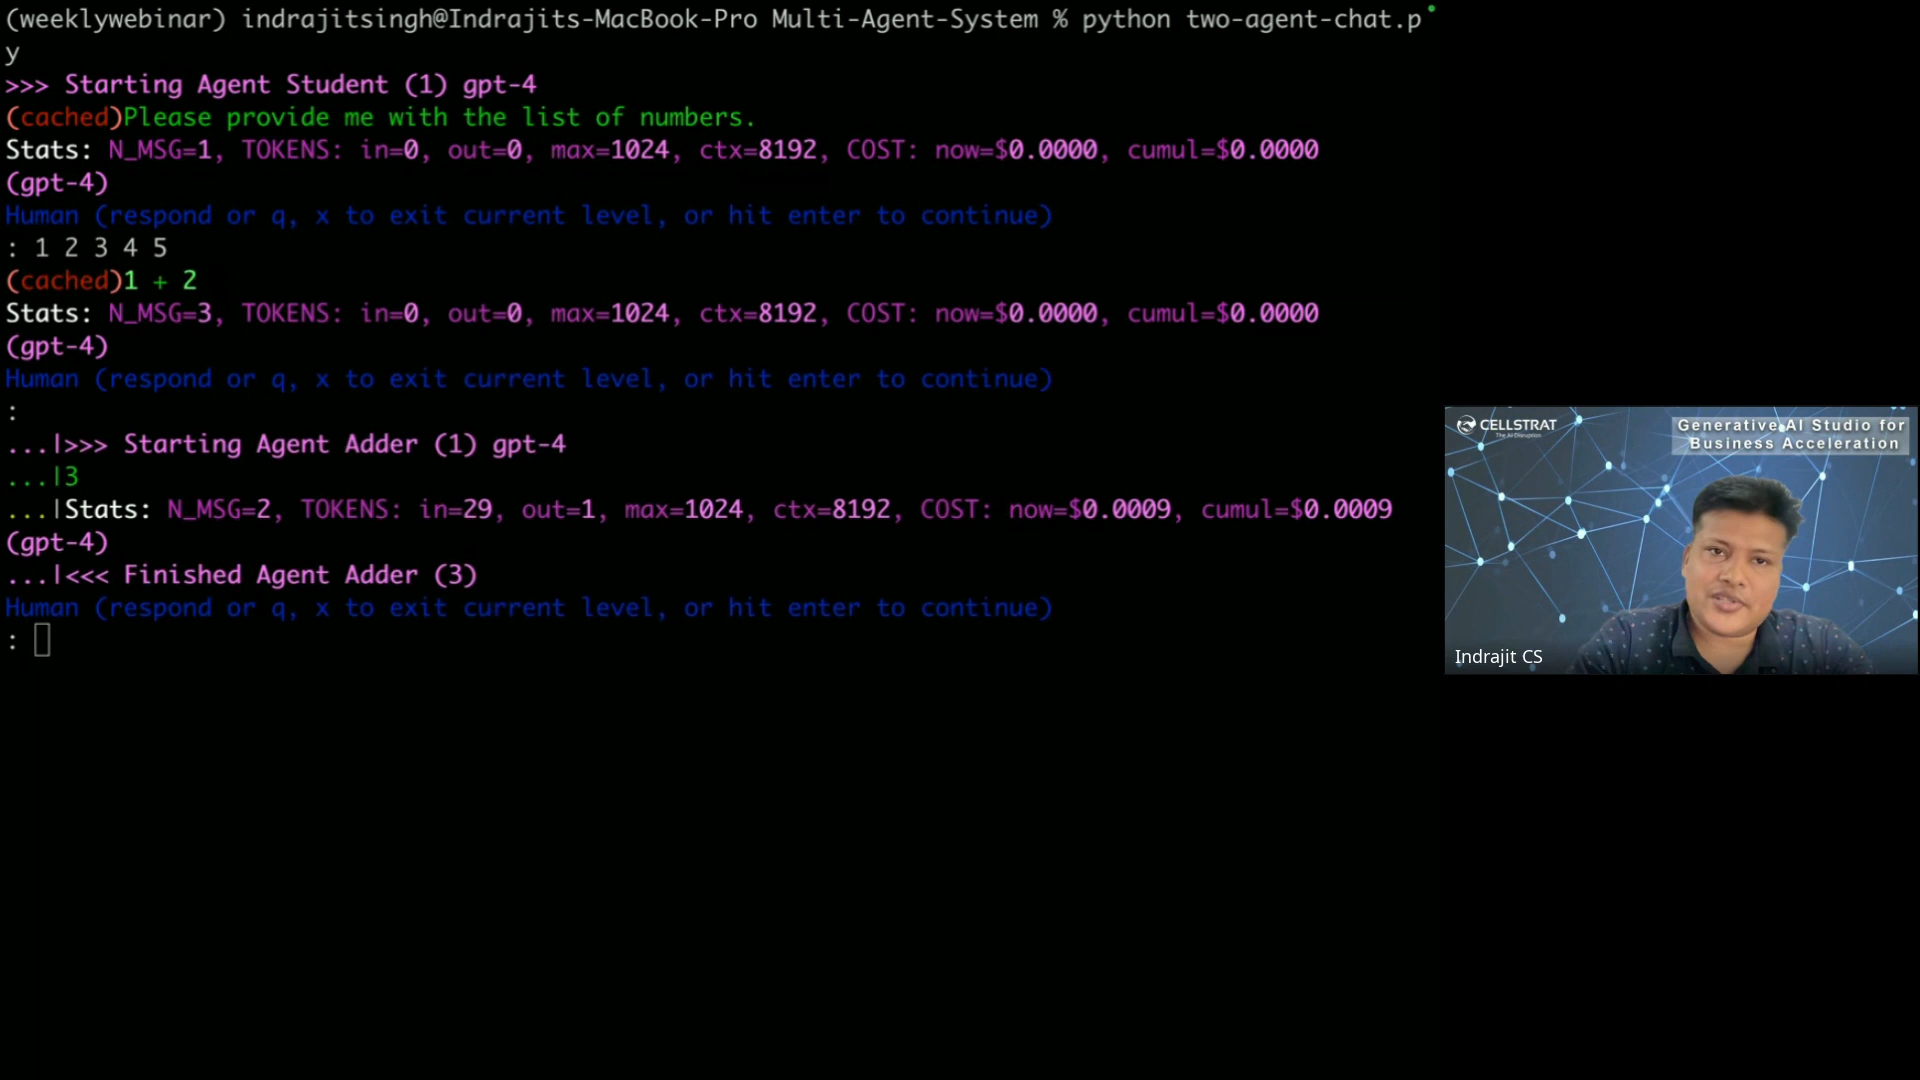 (weeklywebinar) indrajitsingh@Indrajits-MacBook-Pro Multi-Agent-System % python two-agent-chat.p
y
>>> Starting Agent Student (1) gpt-4
(cached)Please provide me with the list of numbers.
Stats: N_MSG=1, TOKENS: in=0, out=0, max=1024, ctx=8192, COST: now=$0.0000, cumul=$0.0000
(gpt-4)
Human (respond or q, x to exit current level, or hit enter to continue)
: 1 2 3 4 5
(cached)1 + 2
Stats: N_MSG=3, TOKENS: in=0, out=0, max=1024, ctx=8192, COST: now=$0.0000, cumul=$0.0000
(gpt-4)
Human (respond or q, x to exit current level, or hit enter to continue)
:
...|>>> Starting Agent Adder (1) gpt-4
...|3
...|Stats: N_MSG=2, TOKENS: in=29, out=1, max=1024, ctx=8192, COST: now=$0.0009, cumul=$0.0009
(gpt-4)
...|<<< Finished Agent Adder (3)
Human (respond or q, x to exit current level, or hit enter to continue)
:
CELLSTRAT
The AI Disruption
Generative AI Studio for
Business Acceleration
Indrajit CS